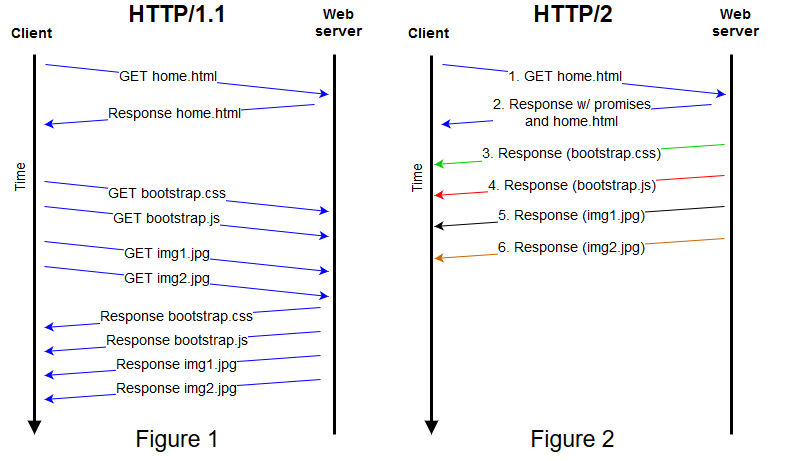 HTTP/1.1
Client
Web
server
GET home.html
Response home.html
Time
GET bootstrap.css
GET bootstrap.js
GET img1.jpg
GET img2.jpg
Response bootstrap.css
Response bootstrap.js
Response img1.jpg
Response img2.jpg
Figure 1
HTTP/2
Client
Web
server
1. GET home.html
2. Response w/ promises
and home.html
3. Response (bootstrap.css)
Time
4. Response (bootstrap.js)
5. Response (img1.jpg)
6. Response (img2.jpg)
Figure 2